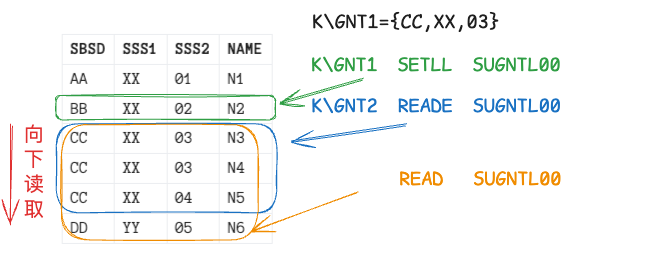 K\GNT1={CC,XX,03}
SBSD SSS1 SSS2 NAME
AA XX 01 N1
BB XX 02 N2
CC XX 03 N3
CC XX 03 N4
CC XX 04 N5
DD YY 05 N6
向下读取
K\GNT1 SETLL SUGNTL00
K\GNT2 READE SUGNTL00
READ SUGNTL00